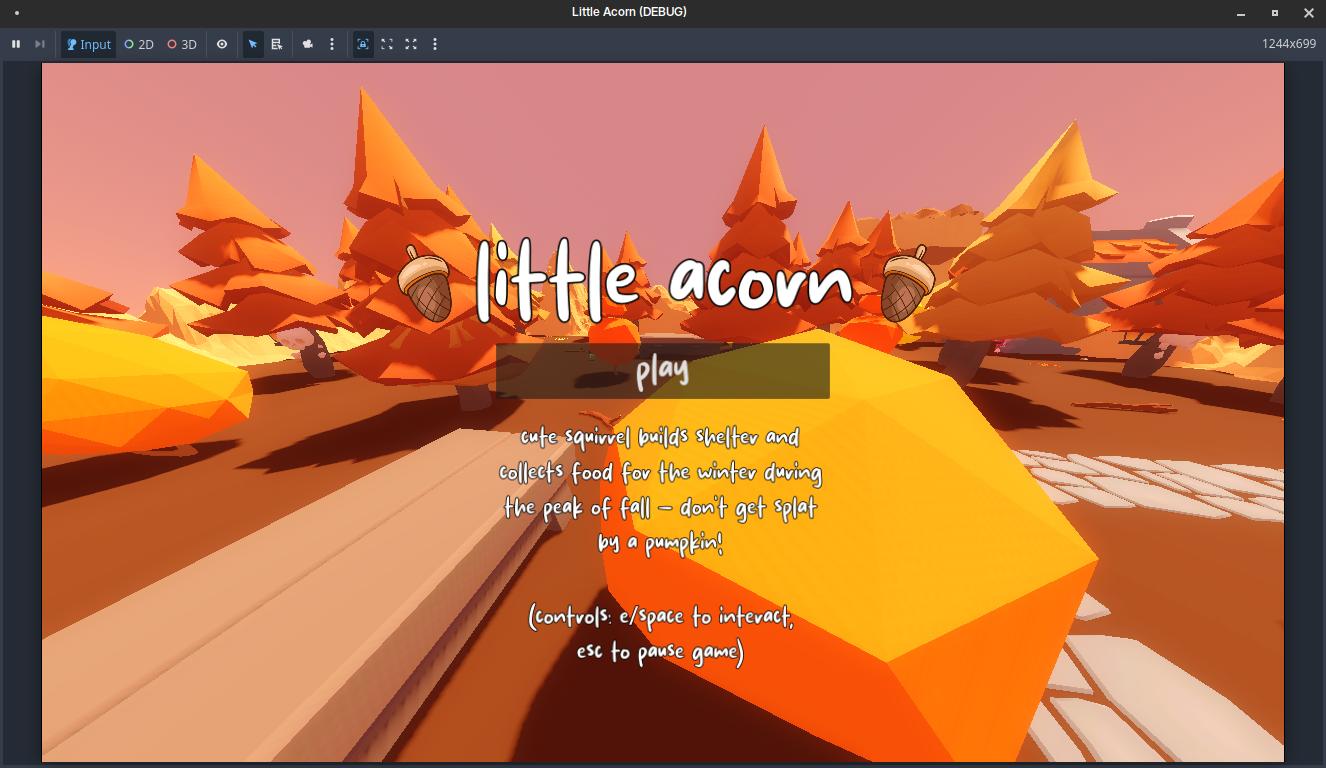 Little Acorn (DEBUG)
Input 2D 3D 1244x699
little acorn
play
cute squirrel builds shelter and
collects food for the winter during
the peak of fall – don't get splat
by a pumpkin!
(controls: e/space to interact,
esc to pause game)